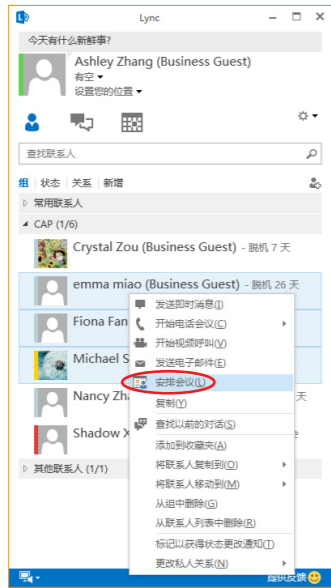 Lync
今天有什么新鲜事?
Ashley Zhang (Business Guest)
有空
设置您的位置
查找联系人
组 状态 关系 新增
常用联系人
CAP (1/6)
Crystal Zou (Business Guest) - 脱机 7 天
emma miao (Business Guest) - 脱机 26 天
发送即时消息(I)
Fiona Fan
开始电话会议(C)
开始视频呼叫(V)
Michael S
发送电子邮件(E)
安排会议(L)
Nancy Zh
天
复制(Y)
查找以前的对话(S)
Shadow X
添加到收藏夹(A)
其他联系人 (1/1)
将联系人复制到(O)
将联系人移动到(M)
从组中删除(G)
从联系人列表中删除(R)
标记以获得状态更改通知(T)
更改私人关系(N)
提供反馈